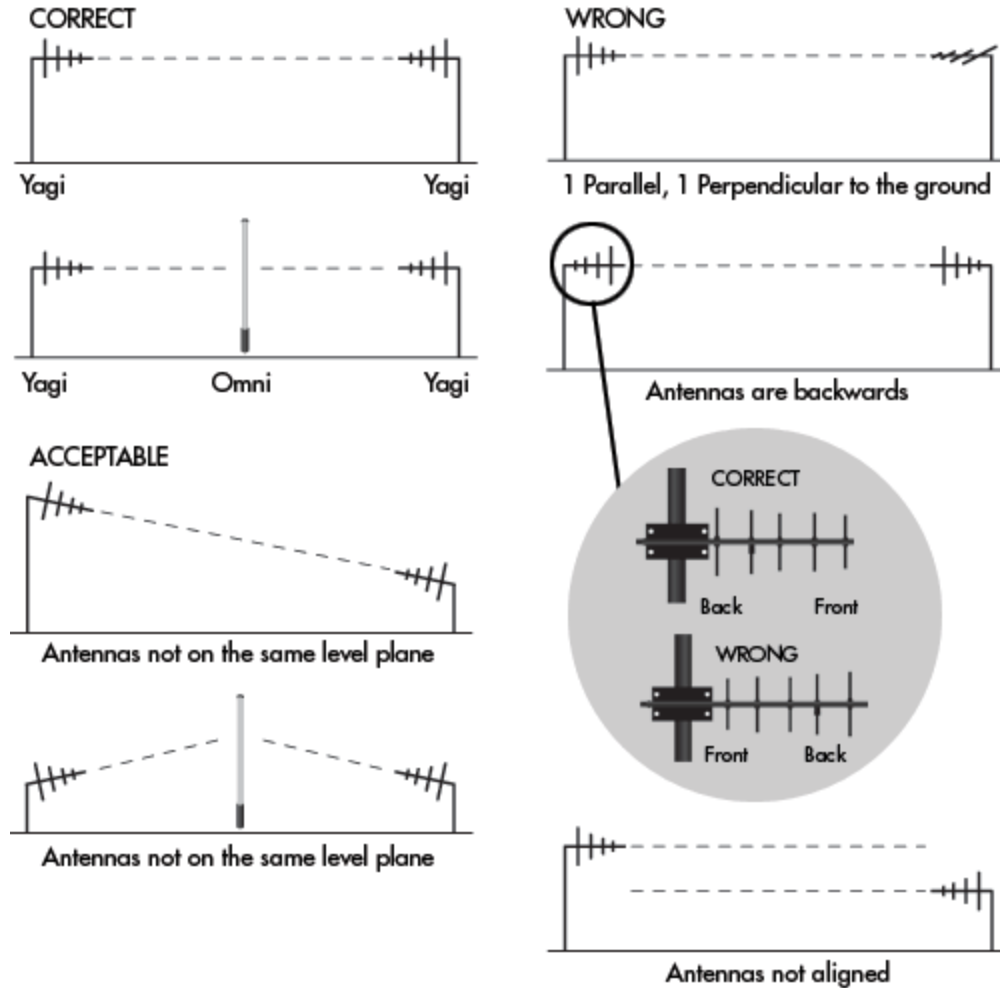 CORRECT
Yagi
Yagi
Yagi
Omni
Yagi
ACCEPTABLE
Antennas not on the same level plane
Antennas not on the same level plane
WRONG
1 Parallel, 1 Perpendicular to the ground
Antennas are backwards
CORRECT
Back
Front
WRONG
Front
Back
Antennas not aligned